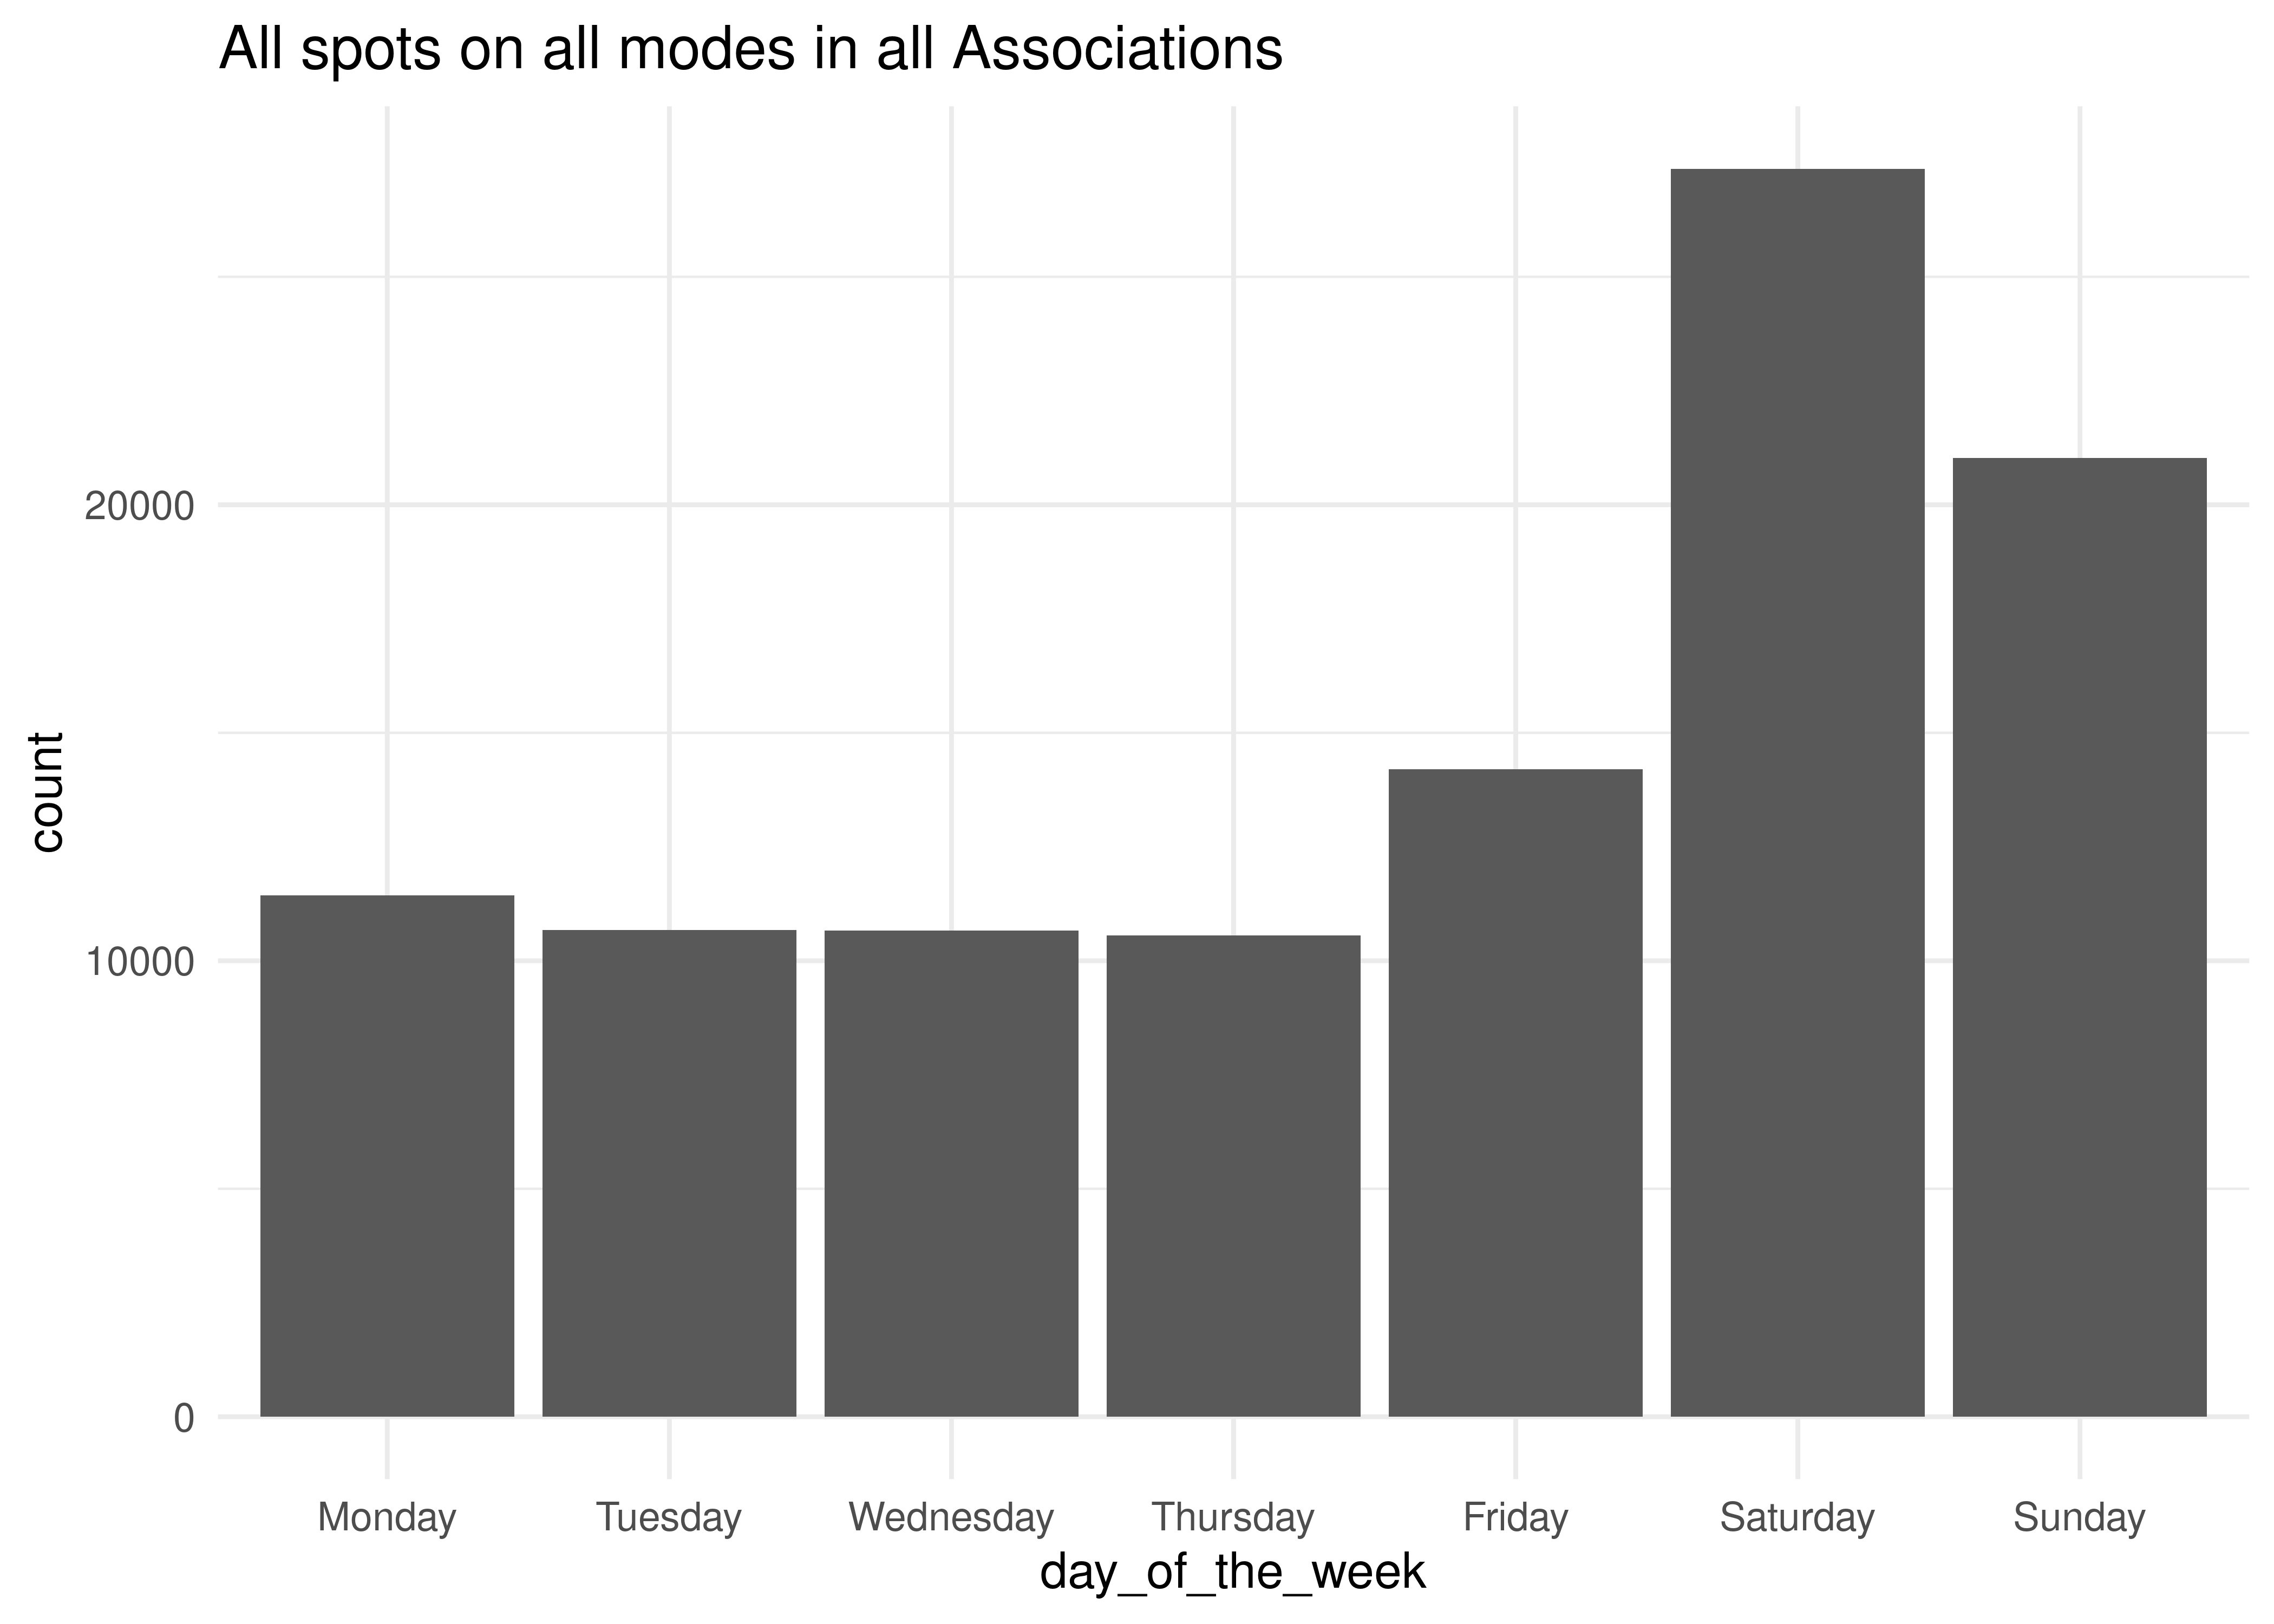 All spots on all modes in all Associations
count
20000
10000
0
Monday Tuesday Wednesday Thursday Friday Saturday Sunday
day_of_the_week